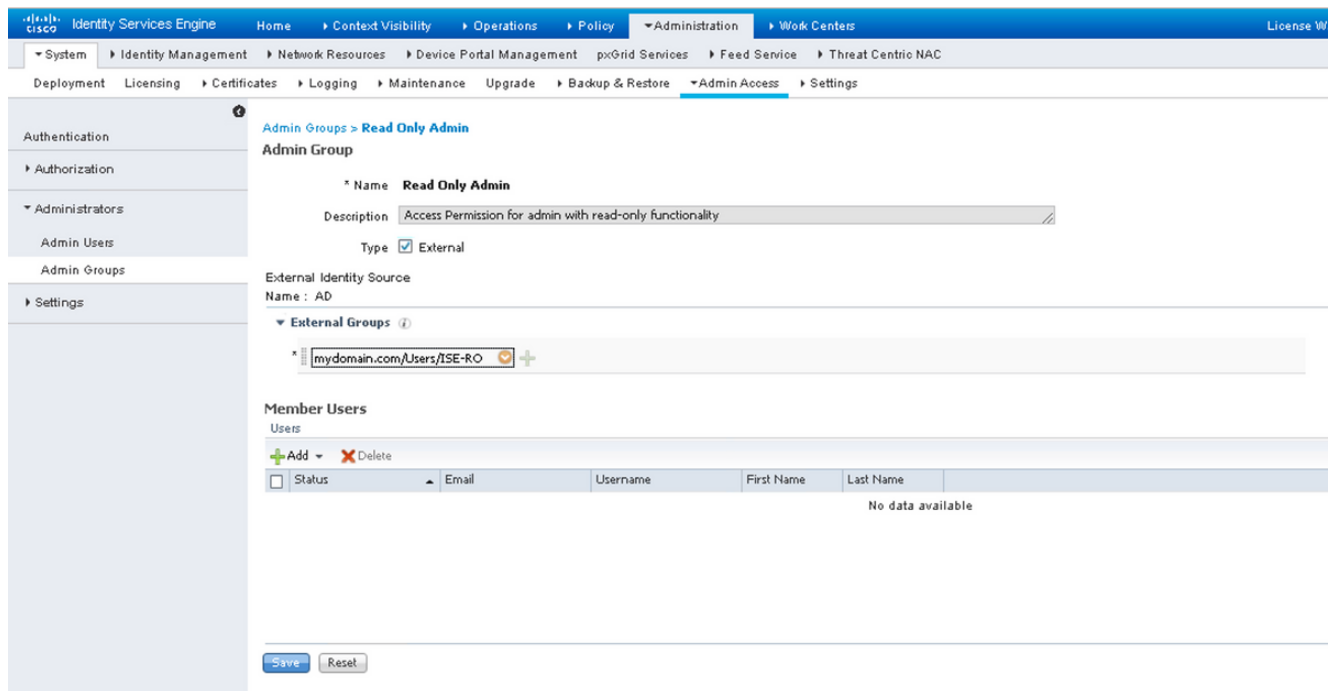 cisco Identity Services Engine Home Context Visibility Operations Policy Administration Work Centers License W
System Identity Management Network Resources Device Portal Management pxGrid Services Feed Service Threat Centric NAC
Deployment Licensing Certificates Logging Maintenance Upgrade Backup & Restore Admin Access Settings
Authentication
Authorization
Administrators
Admin Users
Admin Groups
Settings
Admin Groups > Read Only Admin
Admin Group
* Name Read Only Admin
Description Access Permission for admin with read-only functionality
Type External
External Identity Source
Name : AD
External Groups i
* mydomain.com/Users/ISE-RO
Member Users
Users
Add Delete
Status Email Username First Name Last Name
No data available
Save Reset